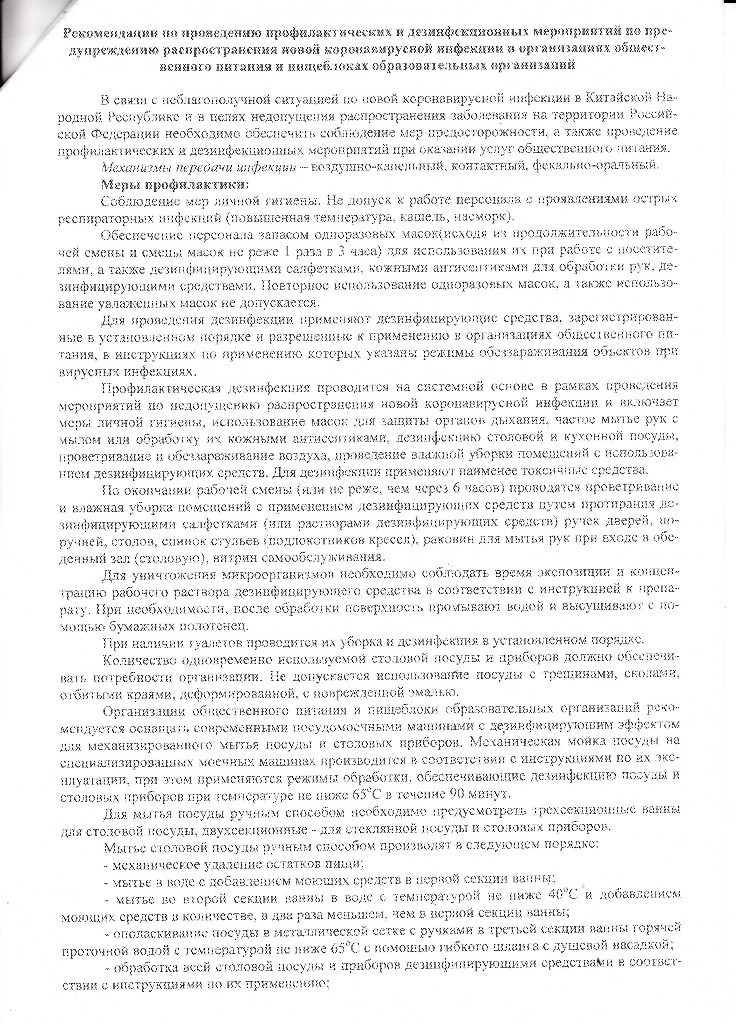 Рекомендации по проведению профилактических и дезинфекционных мероприятий по пре-
дупреждению распространения новой коронавирусной инфекции в организациях общест-
венного питания и пищеблоках образовательных организаций
В связи с неблагополучной ситуацией по новой коронавирусной инфекции в Китайской На-
родной Республике и в целях недопущения распространения заболевания на территории Россий-
ской Федерации необходимо обеспечить соблюдение мер предосторожности, а также проведение
профилактических и дезинфекционных мероприятий при оказании услуг общественного питания.
Механизмы передачи инфекции – воздушно-капельный, контактный, фекально-оральный.
Меры профилактики:
Соблюдение мер личной гигиены. Не допуск к работе персонала с проявлениями острых
респираторных инфекций (повышенная температура, кашель, насморк).
Обеспечение персонала запасом одноразовых масок(исходя из продолжительности рабо-
чей смены и смены масок не реже 1 раза в 3 часа) для использования их при работе с посетите-
лями, а также дезинфицирующими салфетками, кожными антисептиками для обработки рук, де-
зинфицирующими средствами. Повторное использование одноразовых масок, а также использо-
вание увлаженных масок не допускается.
Для проведения дезинфекции применяют дезинфицирующие средства, зарегистрирован-
ные в установленном порядке и разрешенные к применению в организациях общественного пи-
тания, в инструкциях по применению которых указаны режимы обеззараживания объектов при
вирусных инфекциях.
Профилактическая дезинфекция проводится на системной основе в рамках проведения
мероприятий по недопущению распространения новой коронавирусной инфекции и включает
меры личной гигиены, использование масок для защиты органов дыхания, частое мытье рук с
мылом или обработку их кожными антисептиками, дезинфекцию столовой и кухонной посуды,
проветривание и обеззараживание воздуха, проведение влажной уборки помещений с использова-
нием дезинфицирующих средств. Для дезинфекции применяют наименее токсичные средства.
По окончании рабочей смены (или не реже, чем через 6 часов) проводятся проветривание
и влажная уборка помещений с применением дезинфицирующих средств путем протирания де-
зинфицирующими салфетками (или растворами дезинфицирующих средств) ручек дверей, по-
ручней, столов, спинок стульев (подлокотников кресел), раковин для мытья рук при входе в обе-
денный зал (столовую), витрин самообслуживания.
Для уничтожения микроорганизмов необходимо соблюдать время экспозиции и концен-
трацию рабочего раствора дезинфицирующего средства в соответствии с инструкцией к препа-
рату. При необходимости, после обработки поверхность промывают водой и высушивают с по-
мощью бумажных полотенец.
При наличии туалетов проводится их уборка и дезинфекция в установленном порядке.
Количество одновременно используемой столовой посуды и приборов должно обеспечи-
вать потребности организации. Не допускается использование посуды с трещинами, сколами,
отбитыми краями, деформированной, с поврежденной эмалью.
Организации общественного питания и пищеблоки образовательных организаций реко-
мендуется оснащать современными посудомоечными машинами с дезинфицирующим эффектом
для механизированного мытья посуды и столовых приборов. Механическая мойка посуды на
специализированных моечных машинах производится в соответствии с инструкциями по их экс-
плуатации, при этом применяются режимы обработки, обеспечивающие дезинфекцию посуды и
столовых приборов при температуре не ниже 65°С в течение 90 минут.
Для мытья посуды ручным способом необходимо предусмотреть трехсекционные ванны
для столовой посуды, двухсекционные - для стеклянной посуды и столовых приборов.
Мытье столовой посуды ручным способом производят в следующем порядке:
- механическое удаление остатков пищи;
- мытье в воде с добавлением моющих средств в первой секции ванны;
- мытье во второй секции ванны в воде с температурой не ниже 40°С и добавлением
моющих средств в количестве, в два раза меньшем, чем в первой секции ванны;
- ополаскивание посуды в металлической сетке с ручками в третьей секции ванны горячей
проточной водой с температурой не ниже 65°С с помощью гибкого шланга с душевой насадкой;
- обработка всей столовой посуды и приборов дезинфицирующими средствами в соответ-
ствии с инструкциями по их применению;